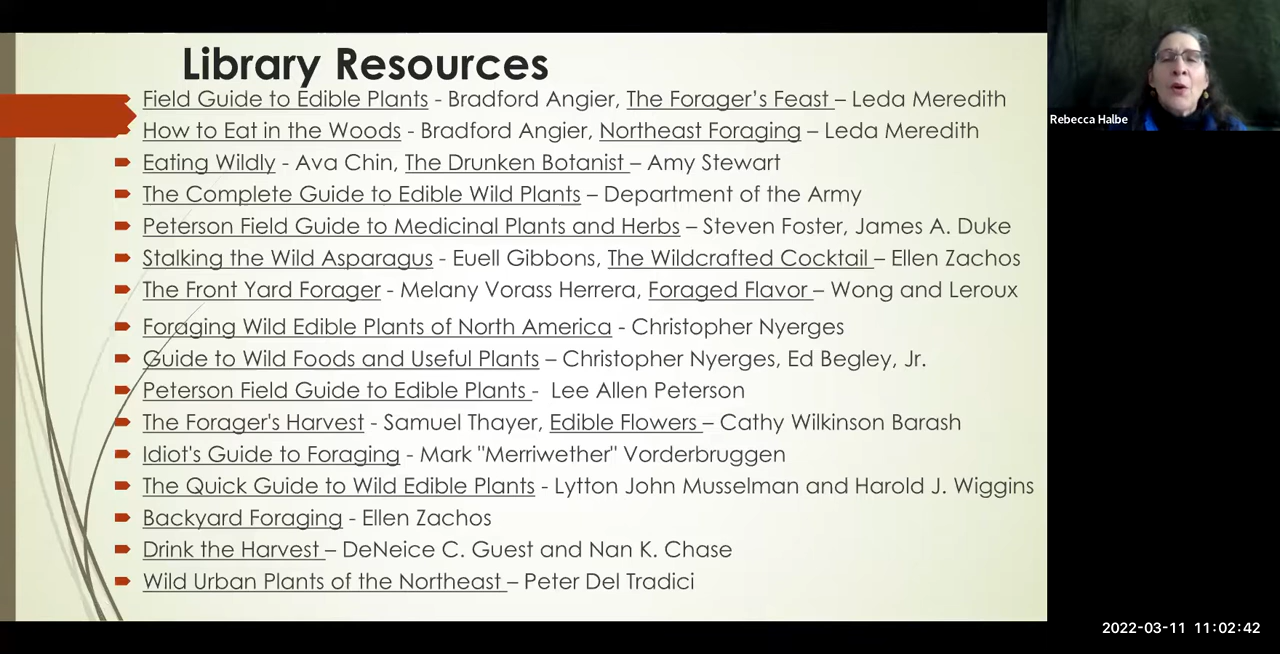 Library Resources
Field Guide to Edible Plants - Bradford Angier, The Forager’s Feast – Leda Meredith
How to Eat in the Woods - Bradford Angier, Northeast Foraging – Leda Meredith
Eating Wildly - Ava Chin, The Drunken Botanist – Amy Stewart
The Complete Guide to Edible Wild Plants – Department of the Army
Peterson Field Guide to Medicinal Plants and Herbs – Steven Foster, James A. Duke
Stalking the Wild Asparagus - Euell Gibbons, The Wildcrafted Cocktail – Ellen Zachos
The Front Yard Forager - Melany Vorass Herrera, Foraged Flavor – Wong and Leroux
Foraging Wild Edible Plants of North America - Christopher Nyerges
Guide to Wild Foods and Useful Plants – Christopher Nyerges, Ed Begley, Jr.
Peterson Field Guide to Edible Plants - Lee Allen Peterson
The Forager's Harvest - Samuel Thayer, Edible Flowers – Cathy Wilkinson Barash
Idiot's Guide to Foraging - Mark "Merriwether" Vorderbruggen
The Quick Guide to Wild Edible Plants - Lytton John Musselman and Harold J. Wiggins
Backyard Foraging - Ellen Zachos
Drink the Harvest – DeNeice C. Guest and Nan K. Chase
Wild Urban Plants of the Northeast – Peter Del Tradici
Rebecca Halbe
2022-03-11 11:02:42